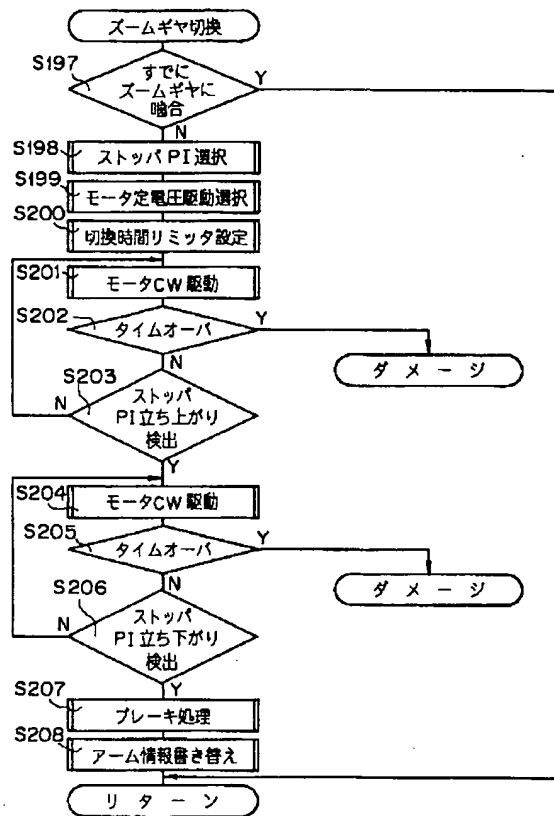 ズームギヤ切換
S197
すでに
ズームギヤに
噛合
Y
N
S198
ストッパPI選択
S199
モータ定電圧駆動選択
S200
切換時間リミッタ設定
S201
モータCW駆動
S202
タイムオーバ
Y
N
ダメージ
S203
ストッパ
PI立ち上がり
検出
N
Y
S204
モータCW駆動
S205
タイムオーバ
Y
N
ダメージ
S206
ストッパ
PI立ち下がり
検出
N
Y
S207
ブレーキ処理
S208
アーム情報書き替え
リターン